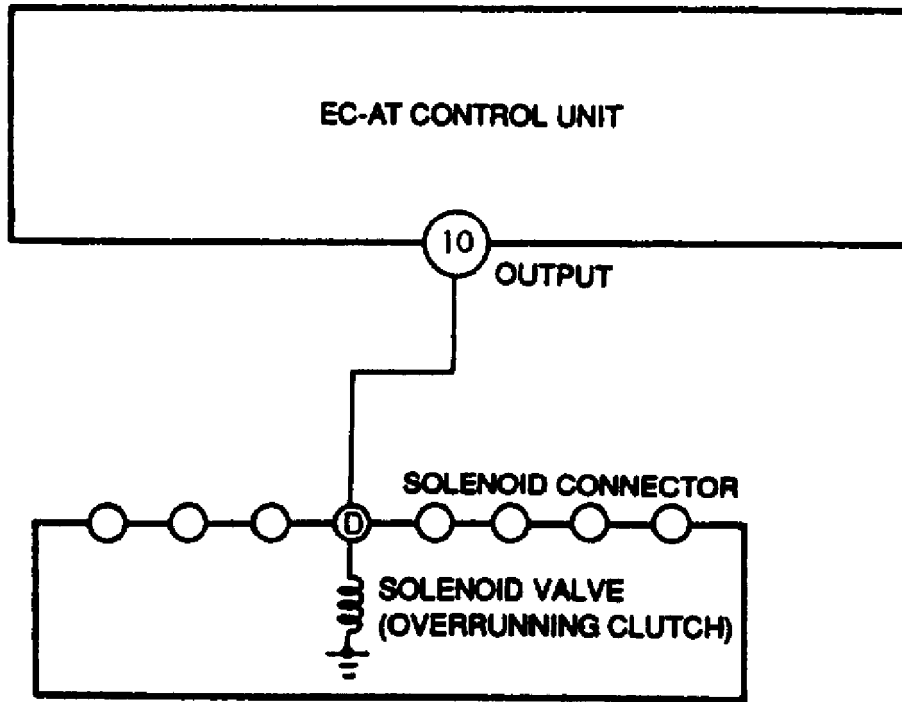 EC-AT CONTROL UNIT
10
OUTPUT
SOLENOID CONNECTOR
D
SOLENOID VALVE
(OVERRUNNING CLUTCH)